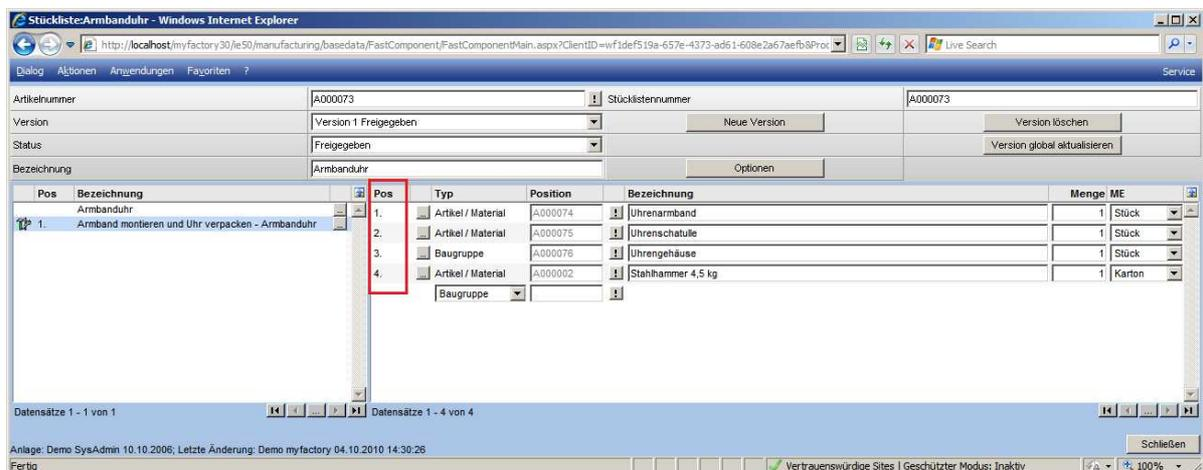 Stückliste:Armbanduhr - Windows Internet Explorer
http://localhost/myfactory30/ie50/manufacturing/basedata/FastComponent/FastComponentMain.aspx?ClientID=wf1def519a-657e-4373-ad61-608e2a67aefb&Proc
Live Search
Dialog Aktionen Anwendungen Favoriten ? Service
Artikelnummer A000073 ! Stücklistennummer A000073
Version Version 1 Freigegeben Neue Version Version löschen
Status Freigegeben Version global aktualisieren
Bezeichnung Armbanduhr Optionen
Pos Bezeichnung Pos Typ Position Bezeichnung Menge ME
Armbanduhr ... 1. ... Artikel / Material A000074 ! Uhrenarmband 1 Stück
1. Armband montieren und Uhr verpacken - Armbanduhr ... 2. ... Artikel / Material A000075 ! Uhrenschatulle 1 Stück
3. ... Baugruppe A000076 ! Uhrengehäuse 1 Stück
4. ... Artikel / Material A000002 ! Stahlhammer 4,5 kg 1 Karton
Baugruppe !
Datensätze 1 - 1 von 1 ... Datensätze 1 - 4 von 4 ...
Schließen
Anlage: Demo SysAdmin 10.10.2006; Letzte Änderung: Demo myfactory 04.10.2010 14:30:26
Fertig Vertrauenswürdige Sites | Geschützter Modus: Inaktiv 100%